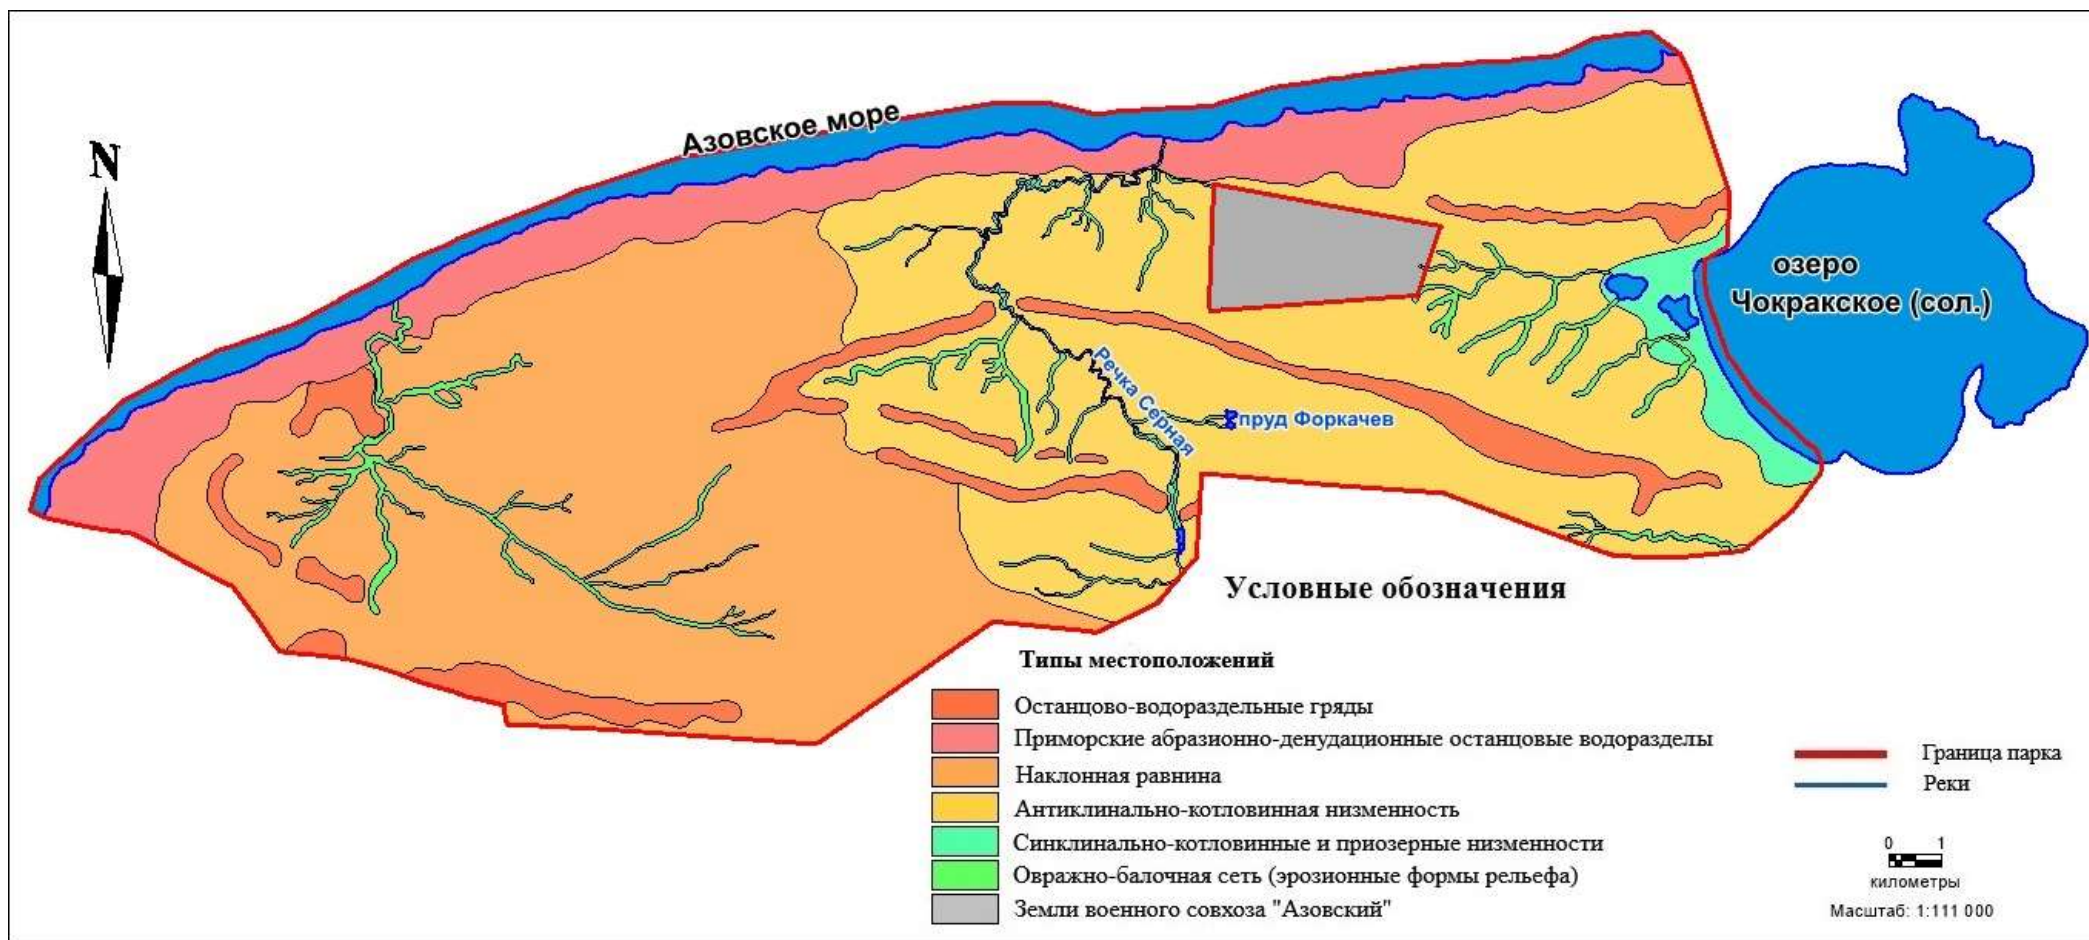 Азовское море
N
озеро
Чокракское (сол.)
Речка Серная
пруд Форкачев
Условные обозначения
Типы местоположений
Останцово-водораздельные гряды
Приморские абразионно-денудационные останцовые водоразделы
Наклонная равнина
Антиклинально-котловинная низменность
Синклинально-котловинные и приозерные низменности
Овражно-балочная сеть (эрозионные формы рельефа)
Земли военного совхоза "Азовский"
Граница парка
Реки
0 1
километры
Масштаб: 1:111 000